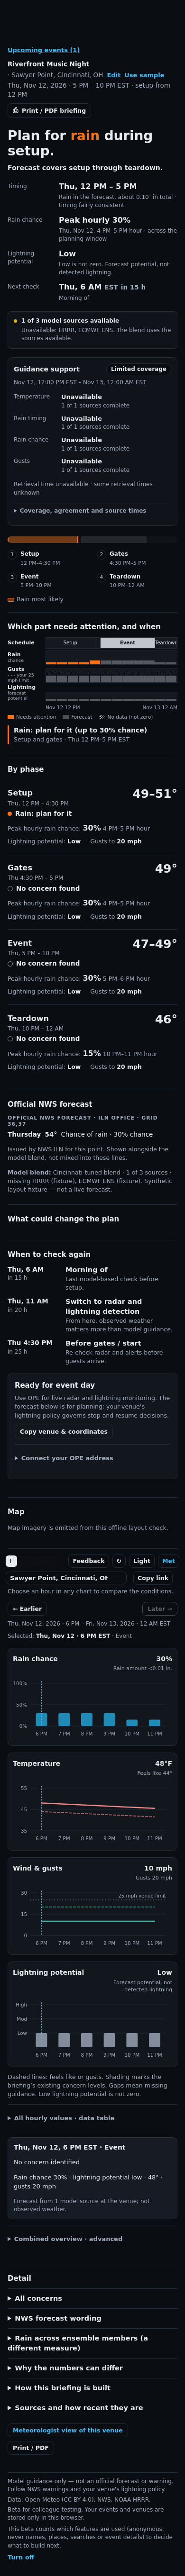 Upcoming events (1)
Riverfront Music Night
· Sawyer Point, Cincinnati, OH Edit Use sample
Thu, Nov 12, 2026 · 5 PM – 10 PM EST · setup from
12 PM
Print / PDF briefing
Plan for rain during
setup.
Forecast covers setup through teardown.
Timing
Thu, 12 PM – 5 PM
Rain in the forecast, about 0.10″ in total ·
timing fairly consistent
Rain chance
Peak hourly 30%
Thu, Nov 12, 4 PM–5 PM hour · across the
planning window
Lightning
potential
Low
Low is not zero. Forecast potential, not
detected lightning.
Next check
Thu, 6 AM EST in 15 h
Morning of
1 of 3 model sources available
Unavailable: HRRR, ECMWF ENS. The blend uses the
sources available.
Guidance support
Limited coverage
Nov 12, 12:00 PM EST – Nov 13, 12:00 AM EST
Temperature
Unavailable
1 of 1 sources complete
Rain timing
Unavailable
1 of 1 sources complete
Rain chance
Unavailable
1 of 1 sources complete
Gusts
Unavailable
1 of 1 sources complete
Retrieval time unavailable · some retrieval times
unknown
▸ Coverage, agreement and source times
1 Setup
12 PM–4:30 PM
2 Gates
4:30 PM–5 PM
3 Event
5 PM–10 PM
4 Teardown
10 PM–12 AM
Rain most likely
Which part needs attention, and when
Schedule
Setup
Event
Teardown
Rain
chance
Gusts
- - - your 25
mph limit
Lightning
forecast
potential
Nov 12 12 PM
Nov 13 12 AM
Needs attention
Forecast
No data (not zero)
Rain: plan for it (up to 30% chance)
Setup and gates · Thu 12 PM–5 PM EST
By phase
Setup
49–51°
Thu, 12 PM – 4:30 PM
Rain: plan for it
Peak hourly rain chance: 30% 4 PM–5 PM hour
Lightning potential: Low Gusts to 20 mph
Gates
49°
Thu 4:30 PM – 5 PM
No concern found
Peak hourly rain chance: 30% 4 PM–5 PM hour
Lightning potential: Low Gusts to 20 mph
Event
47–49°
Thu, 5 PM – 10 PM
No concern found
Peak hourly rain chance: 30% 5 PM–6 PM hour
Lightning potential: Low Gusts to 20 mph
Teardown
46°
Thu, 10 PM – 12 AM
No concern found
Peak hourly rain chance: 15% 10 PM–11 PM hour
Lightning potential: Low Gusts to 20 mph
Official NWS forecast
OFFICIAL NWS FORECAST · ILN OFFICE · GRID
36,37
Thursday 54° Chance of rain · 30% chance
Issued by NWS ILN for this point. Shown alongside the
model blend, not mixed into these lines.
Model blend: Cincinnati-tuned blend · 1 of 3 sources ·
missing HRRR (fixture), ECMWF ENS (fixture). Synthetic
layout fixture — not a live forecast.
What could change the plan
When to check again
Thu, 6 AM
in 15 h
Morning of
Last model-based check before
setup.
Thu, 11 AM
in 20 h
Switch to radar and
lightning detection
From here, observed weather
matters more than model guidance.
Thu 4:30 PM
in 25 h
Before gates / start
Re-check radar and alerts before
guests arrive.
Ready for event day
Use OPE for live radar and lightning monitoring. The
forecast below is for planning; your venue's
lightning policy governs stop and resume decisions.
Copy venue & coordinates
▸ Connect your OPE address
Map
Map imagery is omitted from this offline layout check.
F
Feedback
↻
Light
Met
Sawyer Point, Cincinnati, OH
Copy link
Choose an hour in any chart to compare the conditions.
← Earlier
Later →
Thu, Nov 12, 2026 · 6 PM – Fri, Nov 13, 2026 · 12 AM EST
Selected: Thu, Nov 12 · 6 PM EST · Event
Rain chance
30%
Rain amount <0.01 in.
100%
50%
0%
6 PM 7 PM 8 PM 9 PM 10 PM 11 PM
Temperature
48°F
Feels like 44°
55
45
35
6 PM 7 PM 8 PM 9 PM 10 PM 11 PM
Wind & gusts
10 mph
Gusts 20 mph
30
25 mph venue limit
15
0
6 PM 7 PM 8 PM 9 PM 10 PM 11 PM
Lightning potential
Low
Forecast potential, not
detected lightning
High
Mod
Low
6 PM 7 PM 8 PM 9 PM 10 PM 11 PM
Dashed lines: feels like or gusts. Shading marks the
briefing's existing concern levels. Gaps mean missing
guidance. Low lightning potential is not zero.
▸ All hourly values · data table
Thu, Nov 12, 6 PM EST · Event
No concern identified
Rain chance 30% · lightning potential low · 48° ·
gusts 20 mph
Forecast from 1 model source at the venue; not
observed weather.
▸ Combined overview · advanced
Detail
▸ All concerns
▸ NWS forecast wording
▸ Rain across ensemble members (a
different measure)
▸ Why the numbers can differ
▸ How this briefing is built
▸ Sources and how recent they are
Meteorologist view of this venue
Print / PDF
Model guidance only — not an official forecast or warning.
Follow NWS warnings and your venue's lightning policy.
Data: Open-Meteo (CC BY 4.0), NWS, NOAA HRRR.
Beta for colleague testing. Your events and venues are
stored only in this browser.
This beta counts which features are used (anonymous;
never names, places, searches or event details) to decide
what to build next.
Turn off